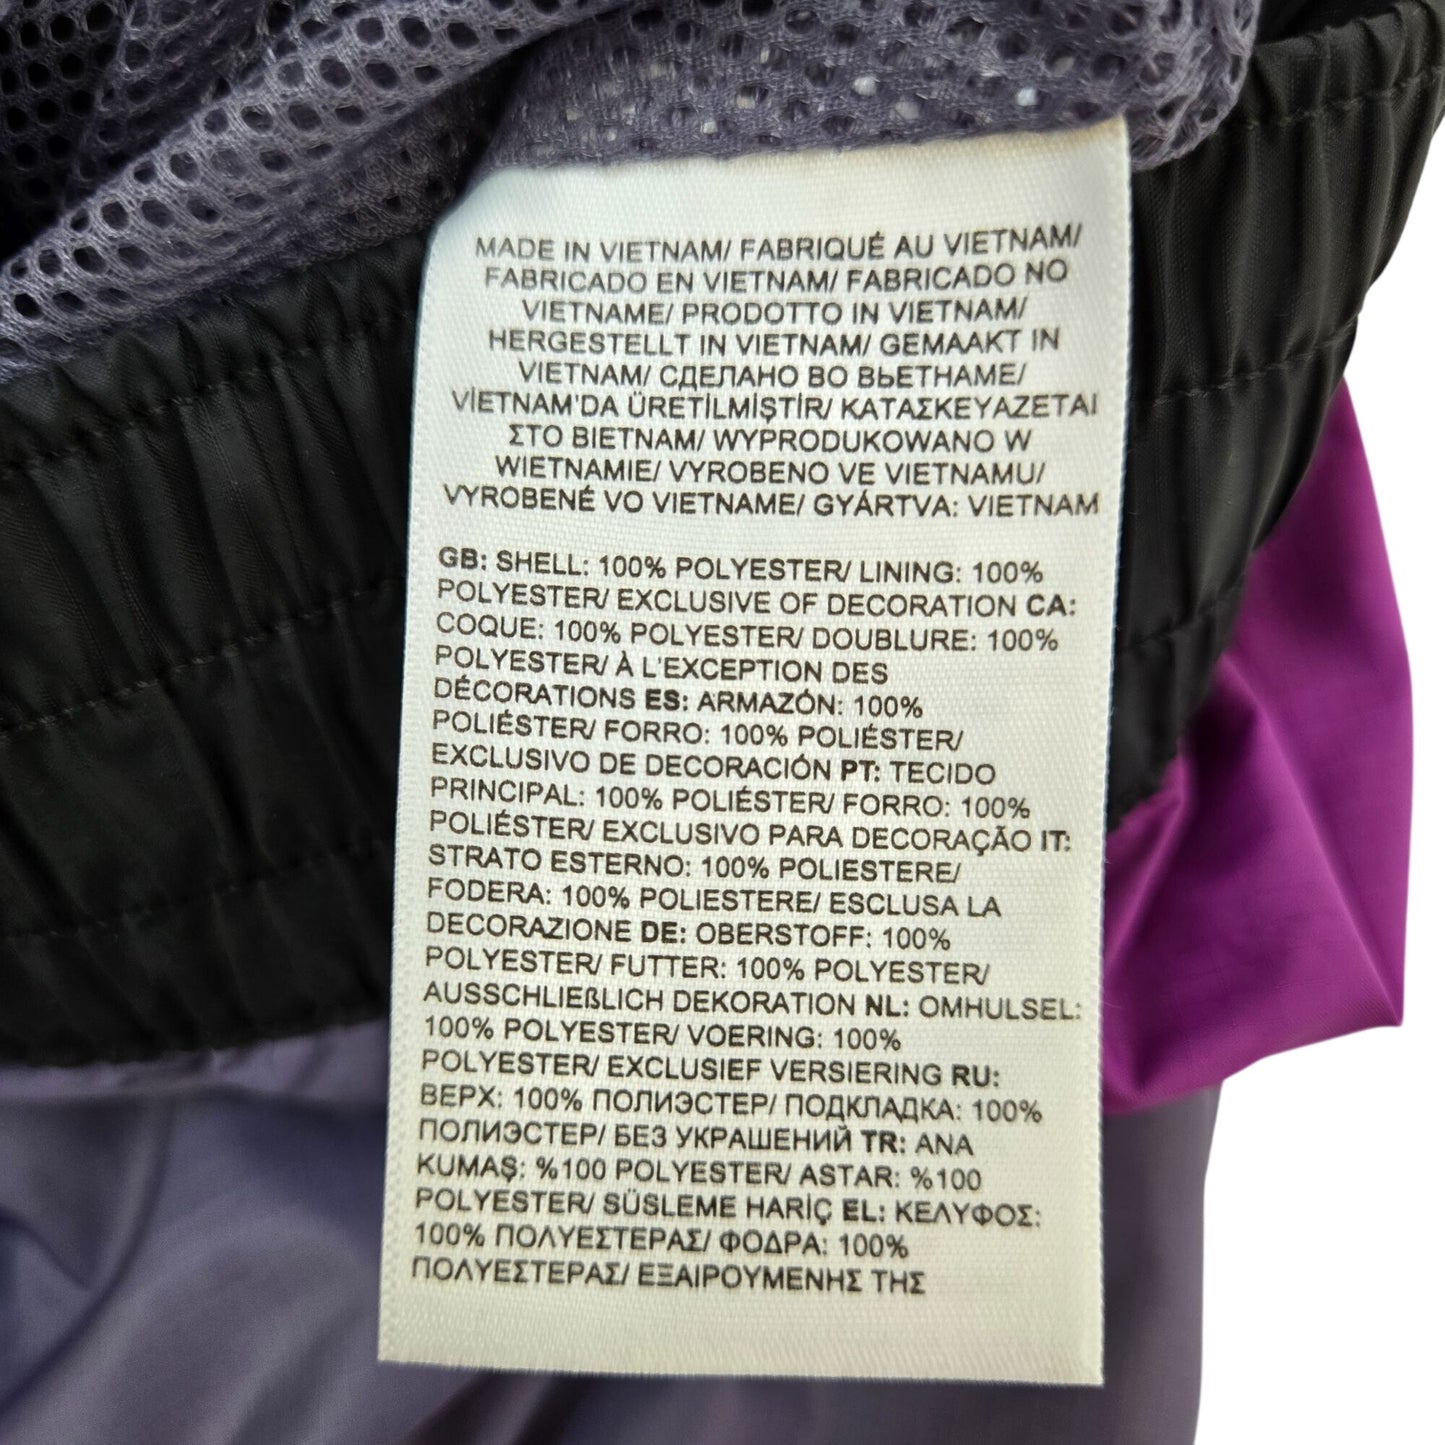 MADE IN VIETNAM/ FABRIQUÉ AU VIETNAM/
FABRICADO EN VIETNAM/ FABRICADO NO
VIETNAME/ PRODOTTO IN VIETNAM/
HERGESTELLT IN VIETNAM/ GEMAAKT IN
VIETNAM/ СДЕЛАНО ВО ВЬЕТНАМЕ/
VİETNAM'DA ÜRETİLMİŞTİR/ ΚΑΤΑΣΚΕΥΑΖΕΤΑΙ
ΣΤΟ ΒΙΕΤΝΑΜ/ WYPRODUKOWANO W
WIETNAMIE/ VYROBENO VE VIETNAMU/
VYROBENÉ VO VIETNAME/ GYÁRTVA: VIETNAM
GB: SHELL: 100% POLYESTER/ LINING: 100%
POLYESTER/ EXCLUSIVE OF DECORATION CA:
COQUE: 100% POLYESTER/ DOUBLURE: 100%
POLYESTER/ À L'EXCEPTION DES
DÉCORATIONS ES: ARMAZÓN: 100%
POLIÉSTER/ FORRO: 100% POLIÉSTER/
EXCLUSIVO DE DECORACIÓN PT: TECIDO
PRINCIPAL: 100% POLIÉSTER/ FORRO: 100%
POLIÉSTER/ EXCLUSIVO PARA DECORAÇÃO IT:
STRATO ESTERNO: 100% POLIESTERE/
FODERA: 100% POLIESTERE/ ESCLUSA LA
DECORAZIONE DE: OBERSTOFF: 100%
POLYESTER/ FUTTER: 100% POLYESTER/
AUSSCHLIEßLICH DEKORATION NL: OMHULSEL:
100% POLYESTER/ VOERING: 100%
POLYESTER/ EXCLUSIEF VERSIERING RU:
ВЕРХ: 100% ПОЛИЭСТЕР/ ПОДКЛАДКА: 100%
ПОЛИЭСТЕР/ БЕЗ УКРАШЕНИЙ TR: ANA
KUMAŞ: %100 POLYESTER/ ASTAR: %100
POLYESTER/ SÜSLEME HARİÇ EL: ΚΕΛΥΦΟΣ:
100% ΠΟΛΥΕΣΤΕΡΑΣ/ ΦΟΔΡΑ: 100%
ΠΟΛΥΕΣΤΕΡΑΣ/ ΕΞΑΙΡΟΥΜΕΝΗΣ ΤΗΣ